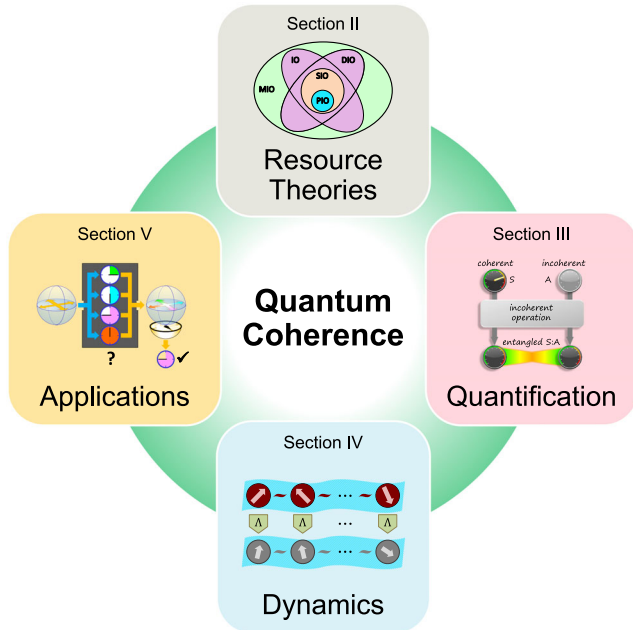 Section II
IO
DIO
SIO
MIO
PIO
Resource
Theories
Section V
?
✔
Applications
Quantum
Coherence
Section III
coherent
incoherent
S
A
incoherent
operation
entangled S:A
Quantification
Section IV
~ ~ ... ~
Λ Λ ... Λ
~ ~ ... ~
Dynamics